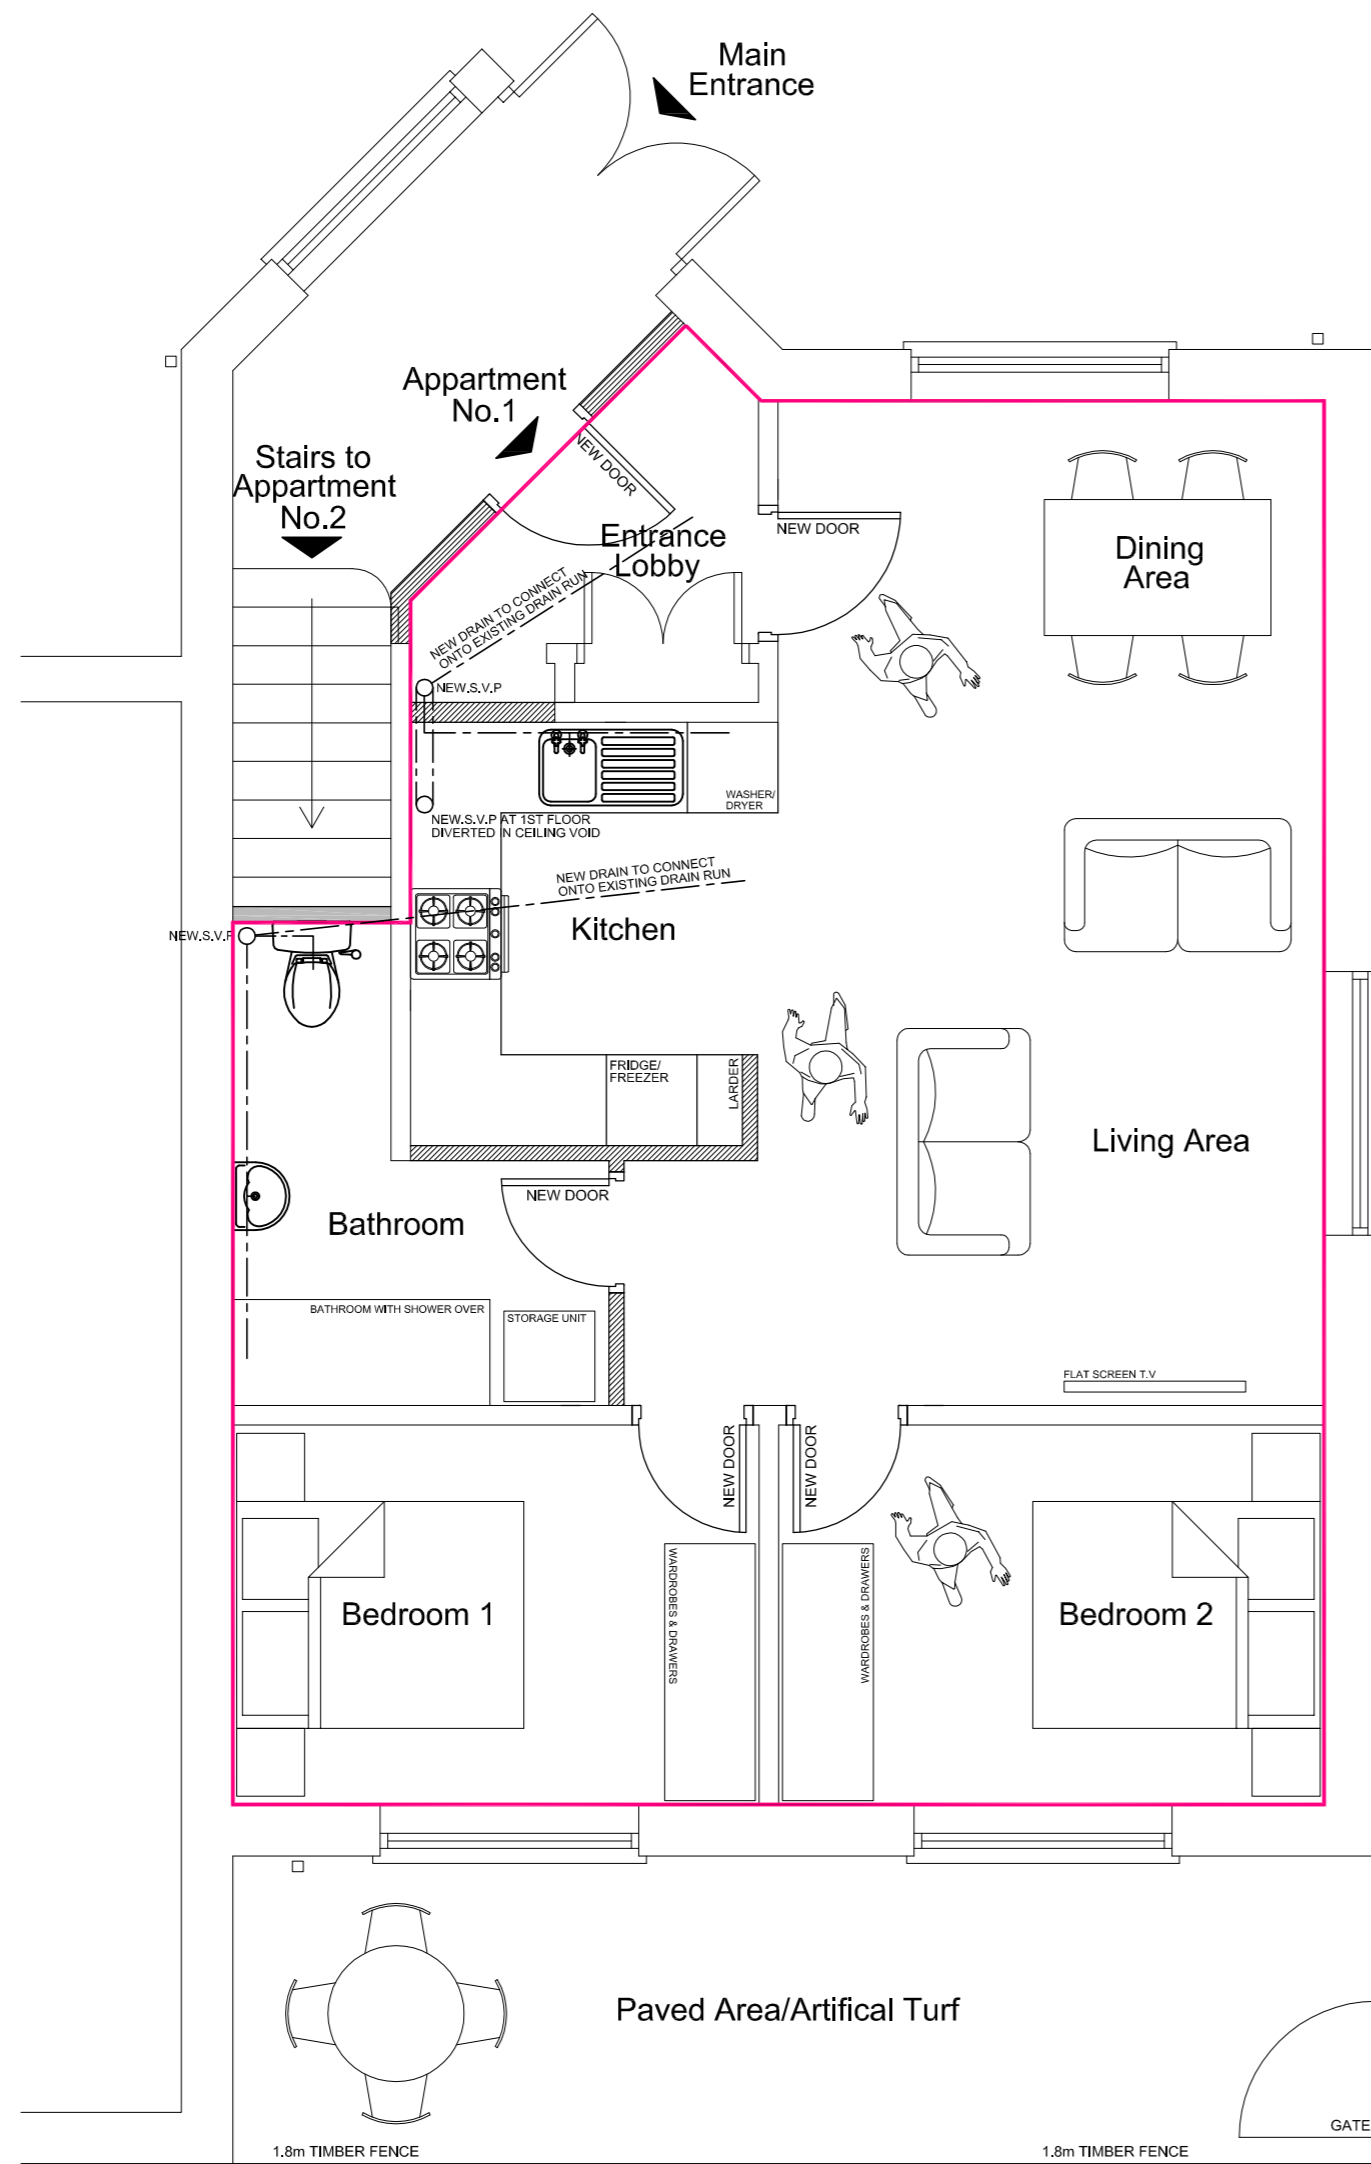 Main
Entrance
Appartment
No.1
Stairs to
Appartment
No.2
NEW DOOR
Entrance
Lobby
NEW DOOR
Dining
Area
NEW DRAIN TO CONNECT
ONTO EXISTING DRAIN RUN
NEW.S.V.P
WASHER/
DRYER
NEW.S.V.P AT 1ST FLOOR
DIVERTED IN CEILING VOID
NEW DRAIN TO CONNECT
ONTO EXISTING DRAIN RUN
Kitchen
NEW.S.V.P
FRIDGE/
FREEZER
LARDER
Living Area
NEW DOOR
Bathroom
BATHROOM WITH SHOWER OVER
STORAGE UNIT
FLAT SCREEN T.V
NEW DOOR
NEW DOOR
WARDROBES & DRAWERS
WARDROBES & DRAWERS
Bedroom 1
Bedroom 2
Paved Area/Artifical Turf
GATE
1.8m TIMBER FENCE
1.8m TIMBER FENCE